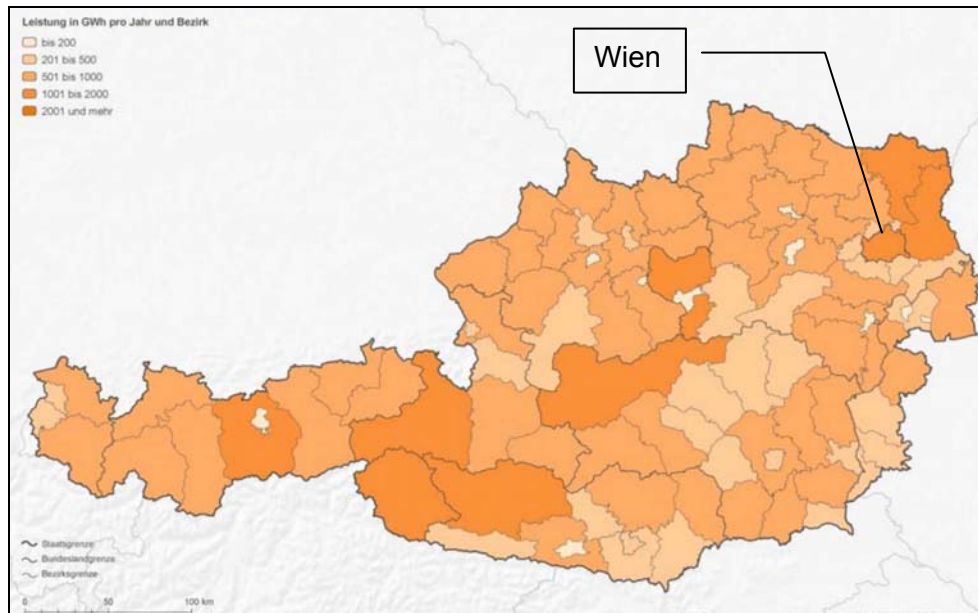 Leistung in GWh pro Jahr und Bezirk
bis 200
201 bis 500
501 bis 1000
1001 bis 2000
2001 und mehr
Wien
Staatsgrenze
Bundeslandgrenze
Bezirksgrenze
0 50 100 km